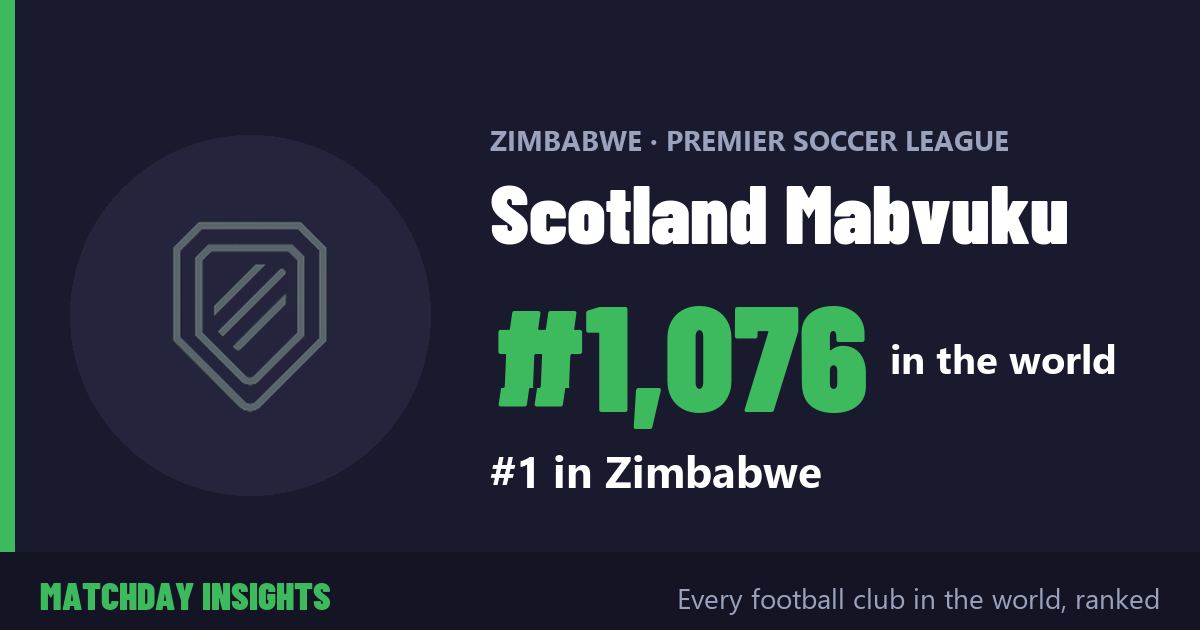 ZIMBABWE · PREMIER SOCCER LEAGUE
Scotland Mabvuku
#1,076 in the world
#1 in Zimbabwe
MATCHDAY INSIGHTS
Every football club in the world, ranked